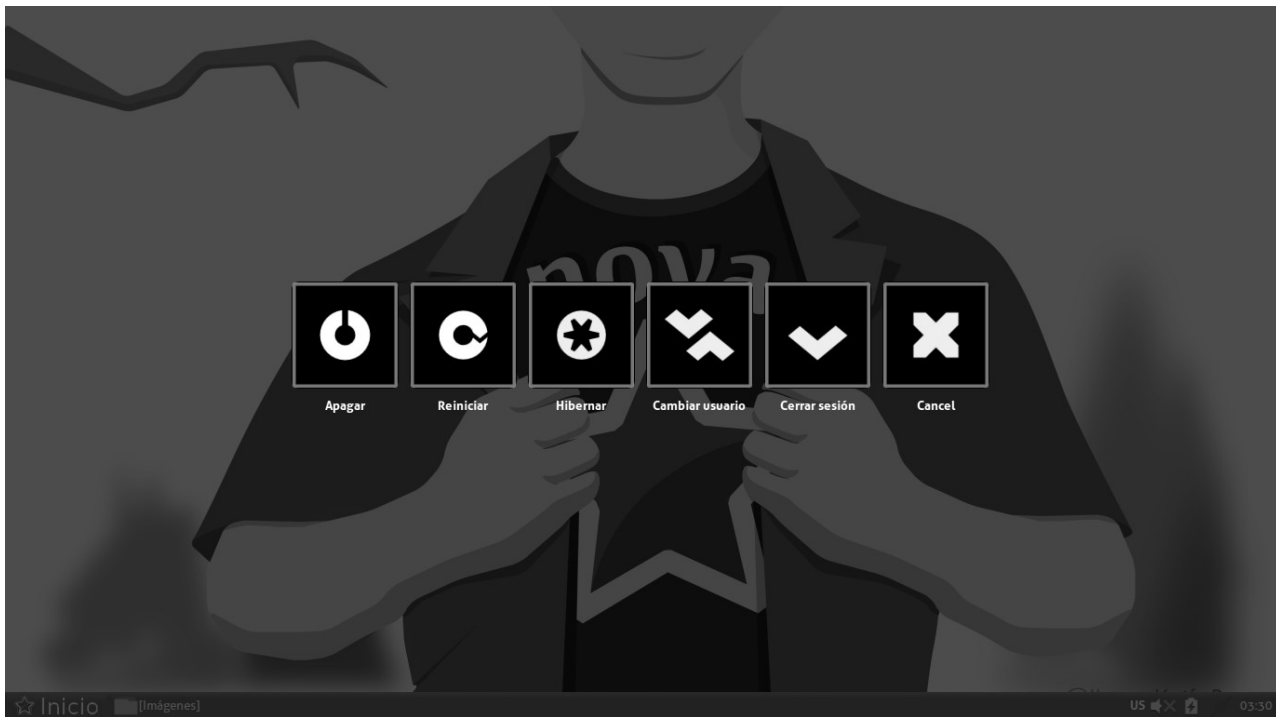 nova
Apagar Reiniciar Hibernar Cambiar usuario Cerrar sesión Cancel
Inicio [Imágenes] US 03:30